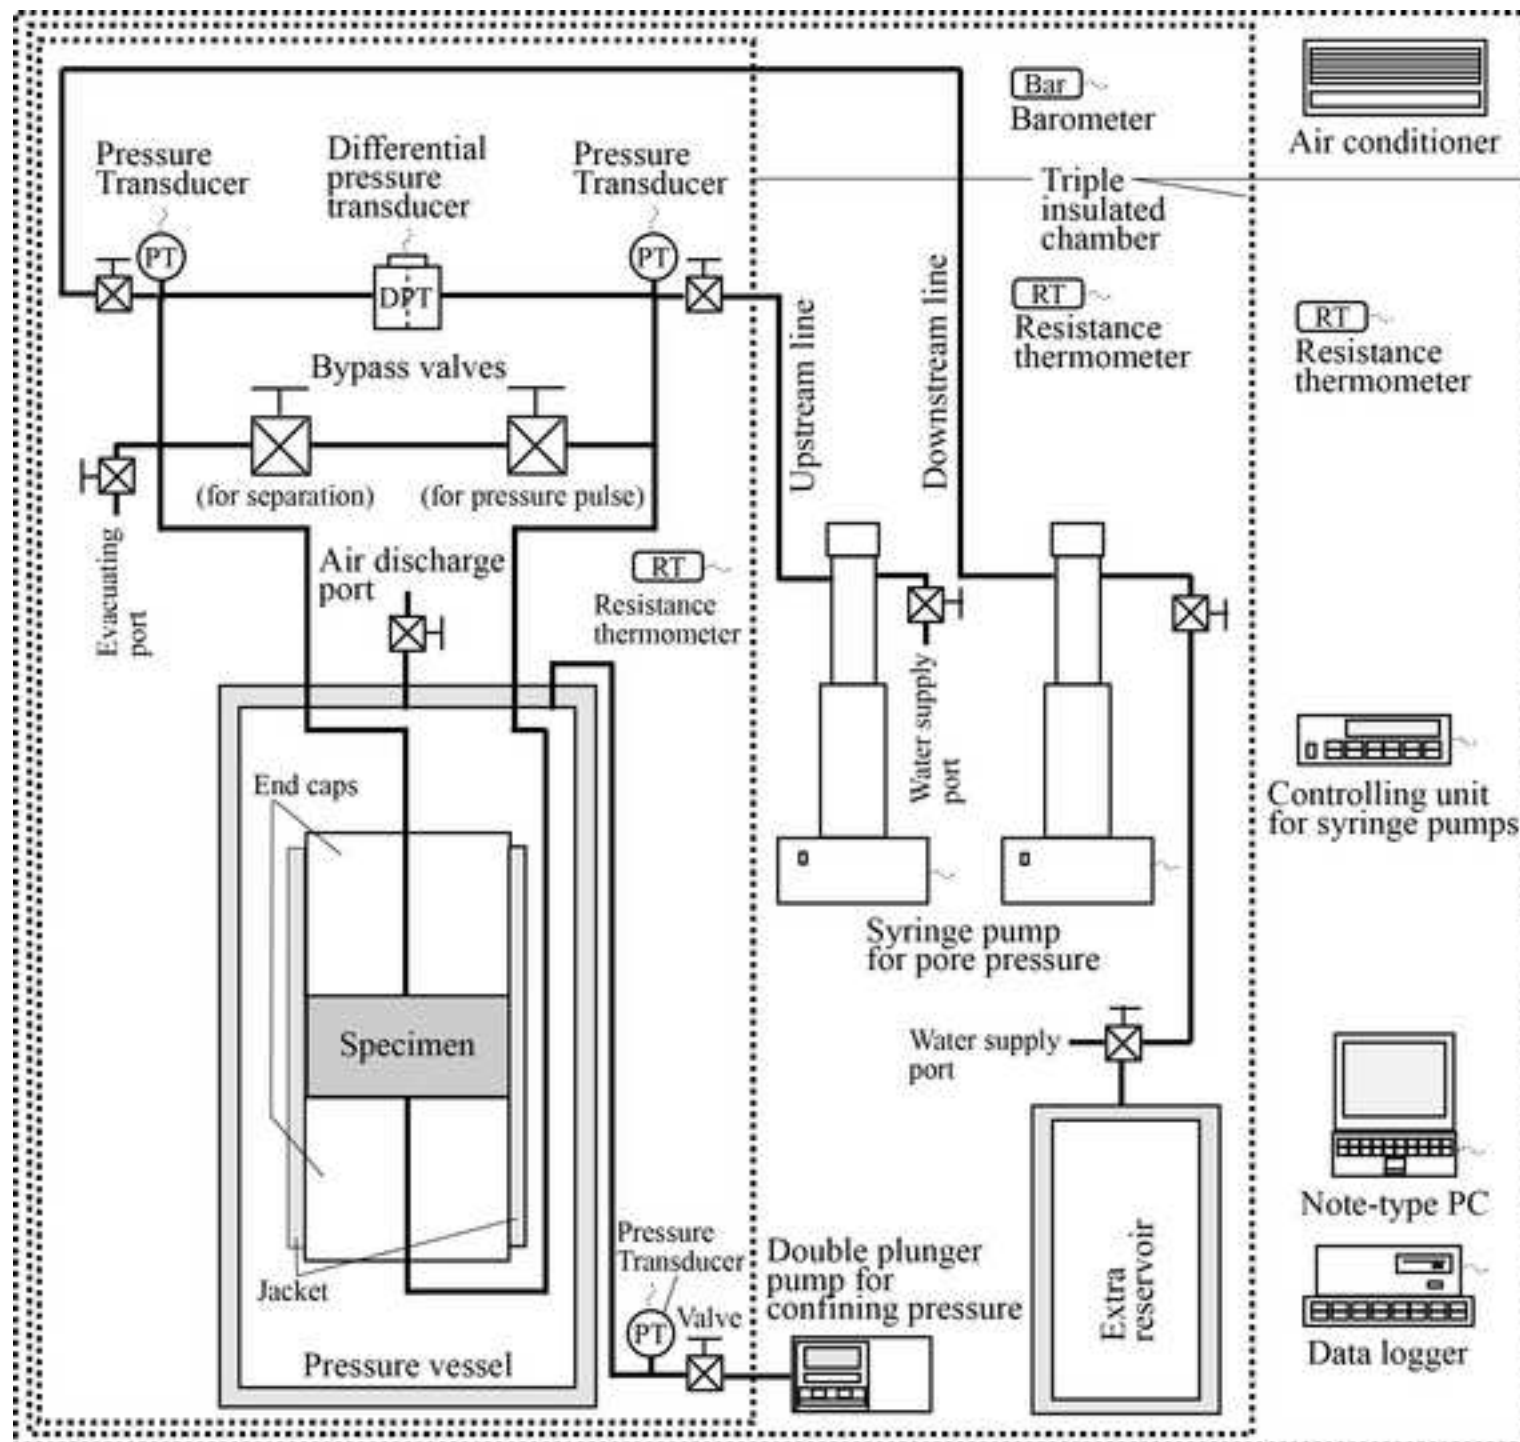 Bar
Barometer
Air conditioner
Pressure
Transducer
Differential
pressure
transducer
Pressure
Transducer
Triple
insulated
chamber
PT
PT
DPT
RT
Resistance
thermometer
RT
Resistance
thermometer
Upstream line
Downstream line
Bypass valves
(for separation)
(for pressure pulse)
Evacuating
port
Air discharge
port
RT
Resistance
thermometer
Water supply
port
Controlling unit
for syringe pumps
End caps
Syringe pump
for pore pressure
Specimen
Water supply
port
Note-type PC
Pressure
Transducer
Double plunger
pump for
confining pressure
Extra
reservoir
Jacket
PT
Valve
Pressure vessel
Data logger